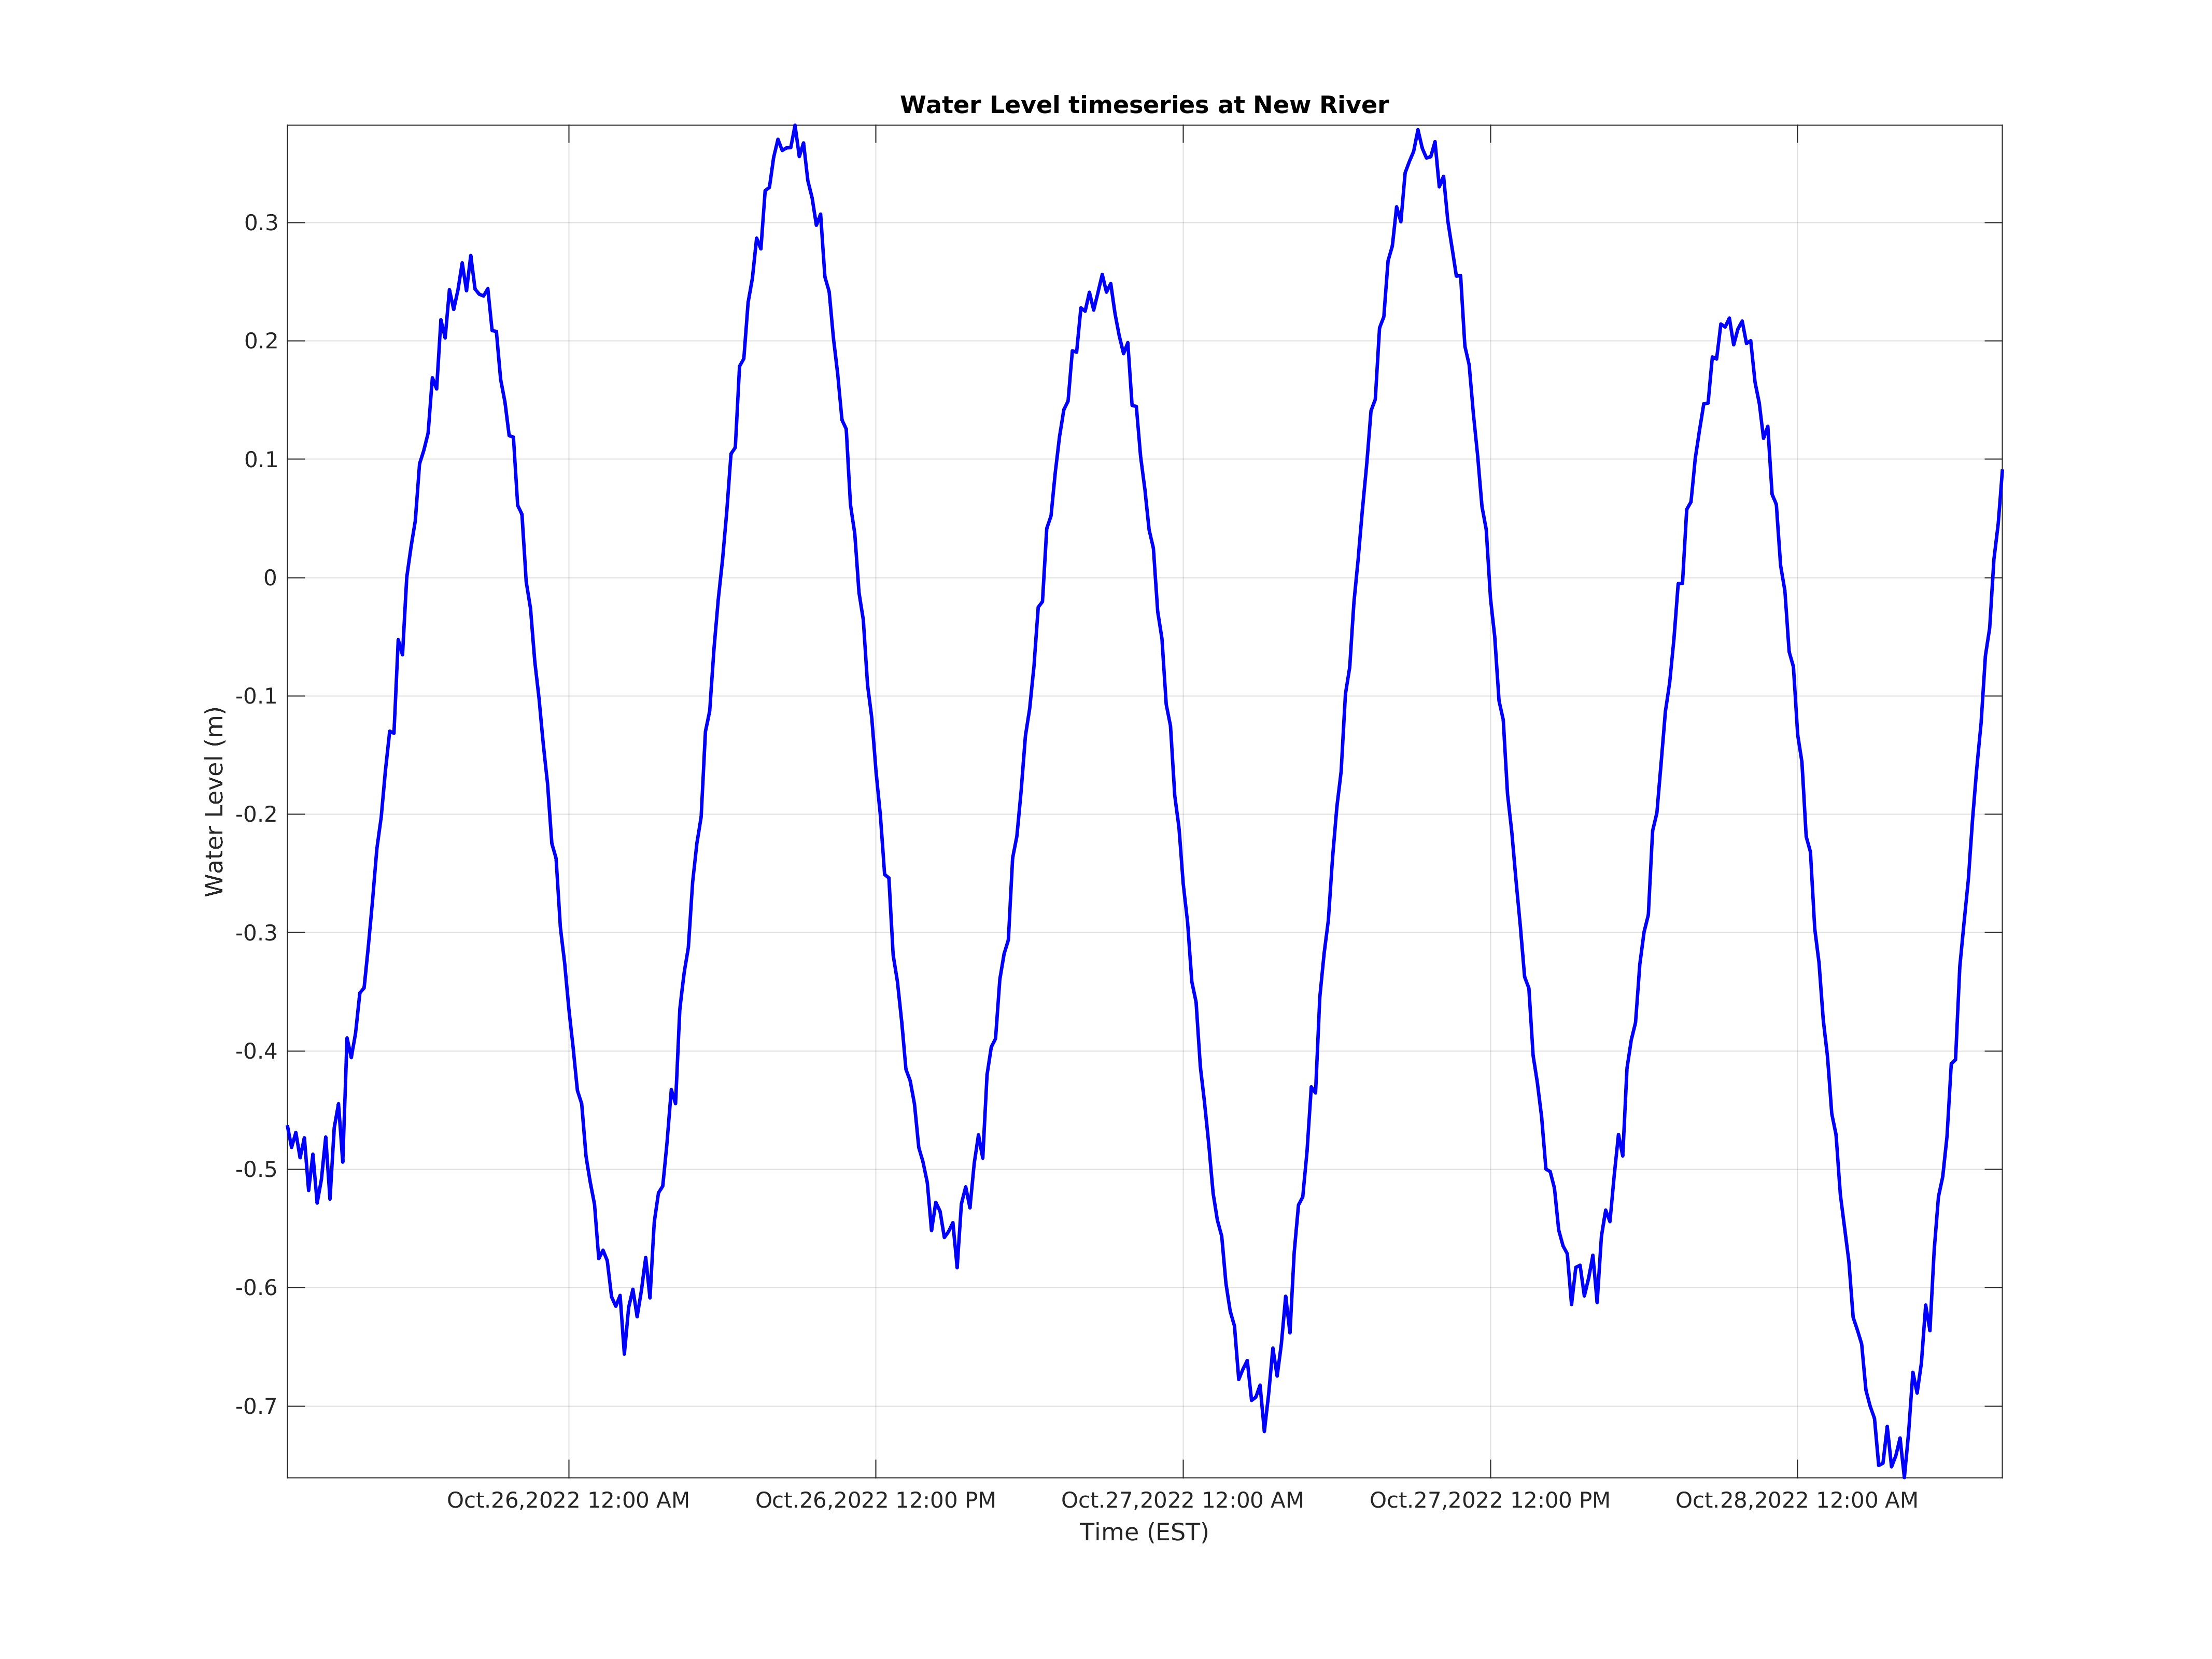 Water Level timeseries at New River
0.3
0.2
0.1
0
-0.1
-0.2
-0.3
-0.4
-0.5
-0.6
-0.7
Water Level (m)
Oct.26,2022 12:00 AM
Oct.26,2022 12:00 PM
Oct.27,2022 12:00 AM
Oct.27,2022 12:00 PM
Oct.28,2022 12:00 AM
Time (EST)